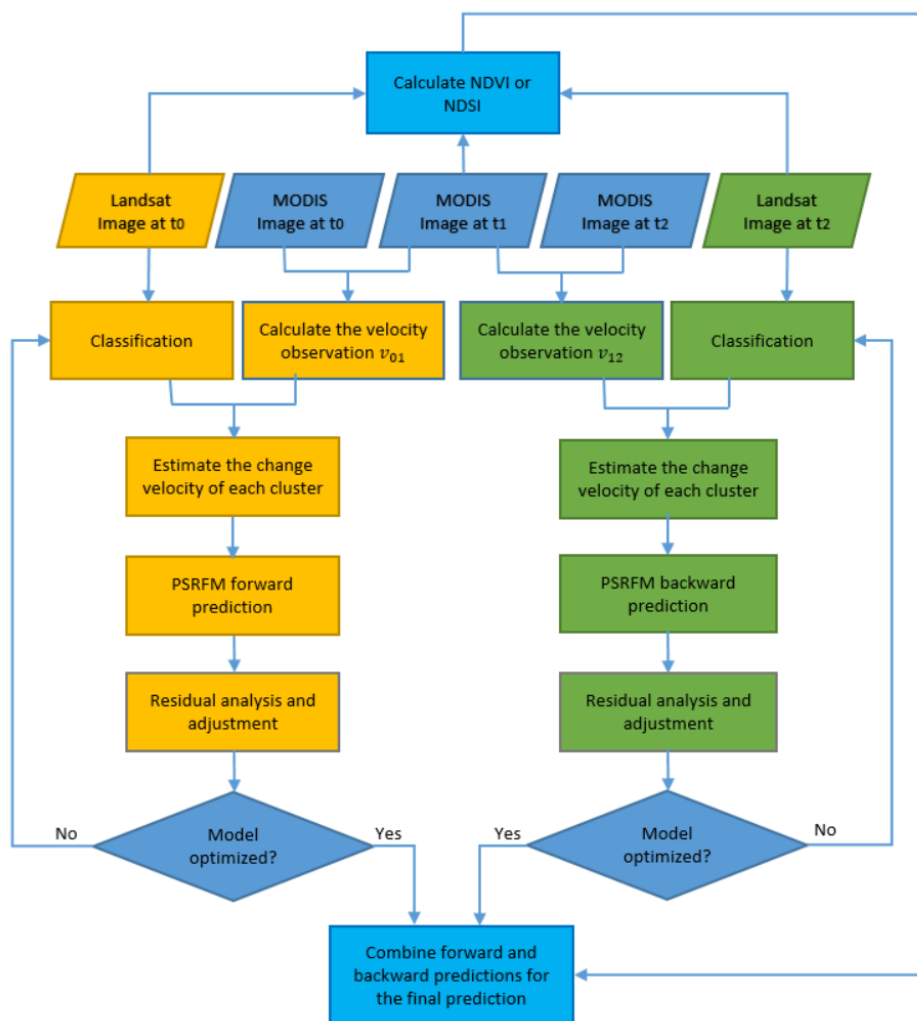 Calculate NDVI or
NDSI
Landsat
Image at t0
MODIS
Image at t0
MODIS
Image at t1
MODIS
Image at t2
Landsat
Image at t2
Classification
Calculate the velocity
observation v₀₁
Calculate the velocity
observation v₁₂
Classification
Estimate the change
velocity of each cluster
Estimate the change
velocity of each cluster
PSRFM forward
prediction
PSRFM backward
prediction
Residual analysis and
adjustment
Residual analysis and
adjustment
No
Model
optimized?
Yes
Yes
Model
optimized?
No
Combine forward and
backward predictions for
the final prediction